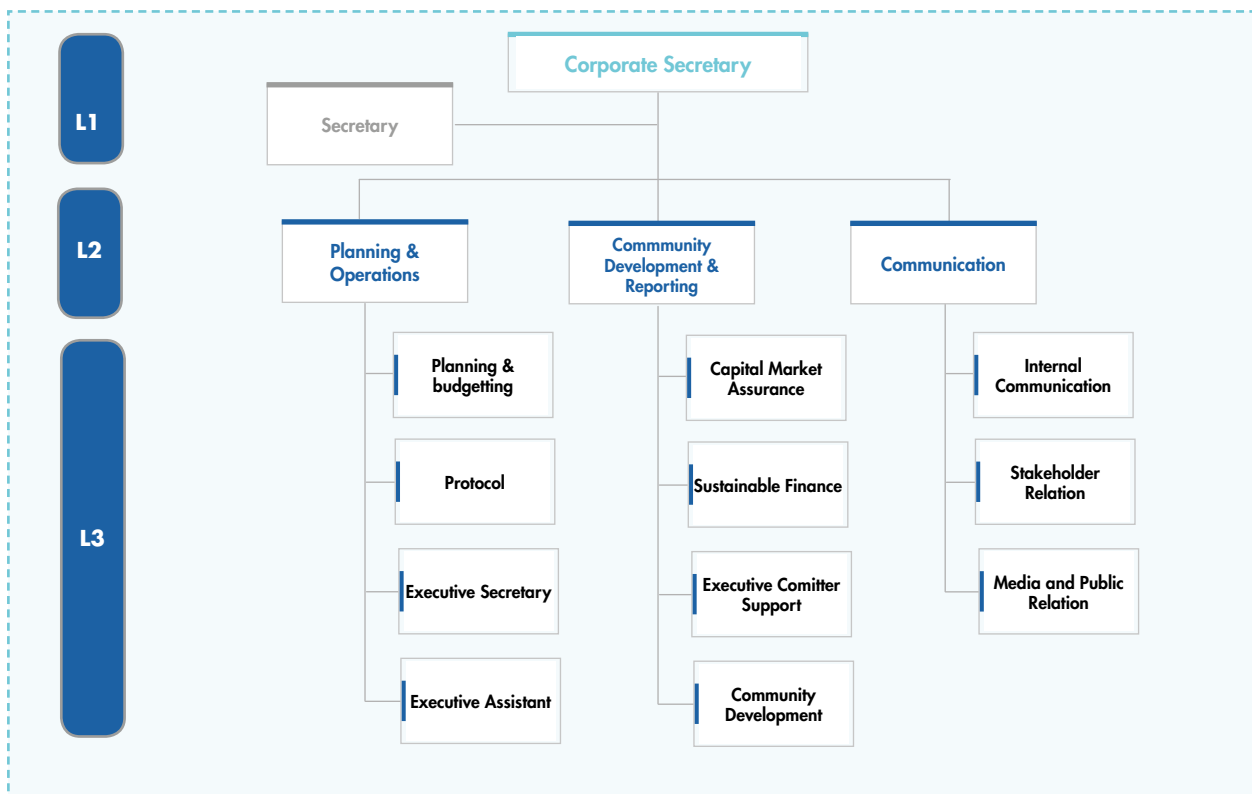 Corporate Secretary
L1
Secretary
L2
Planning &
Operations
Commmunity
Development &
Reporting
Communication
L3
Planning &
budgetting
Capital Market
Assurance
Internal
Communication
Protocol
Sustainable Finance
Stakeholder
Relation
Executive Secretary
Executive Comitter
Support
Media and Public
Relation
Executive Assistant
Community
Development